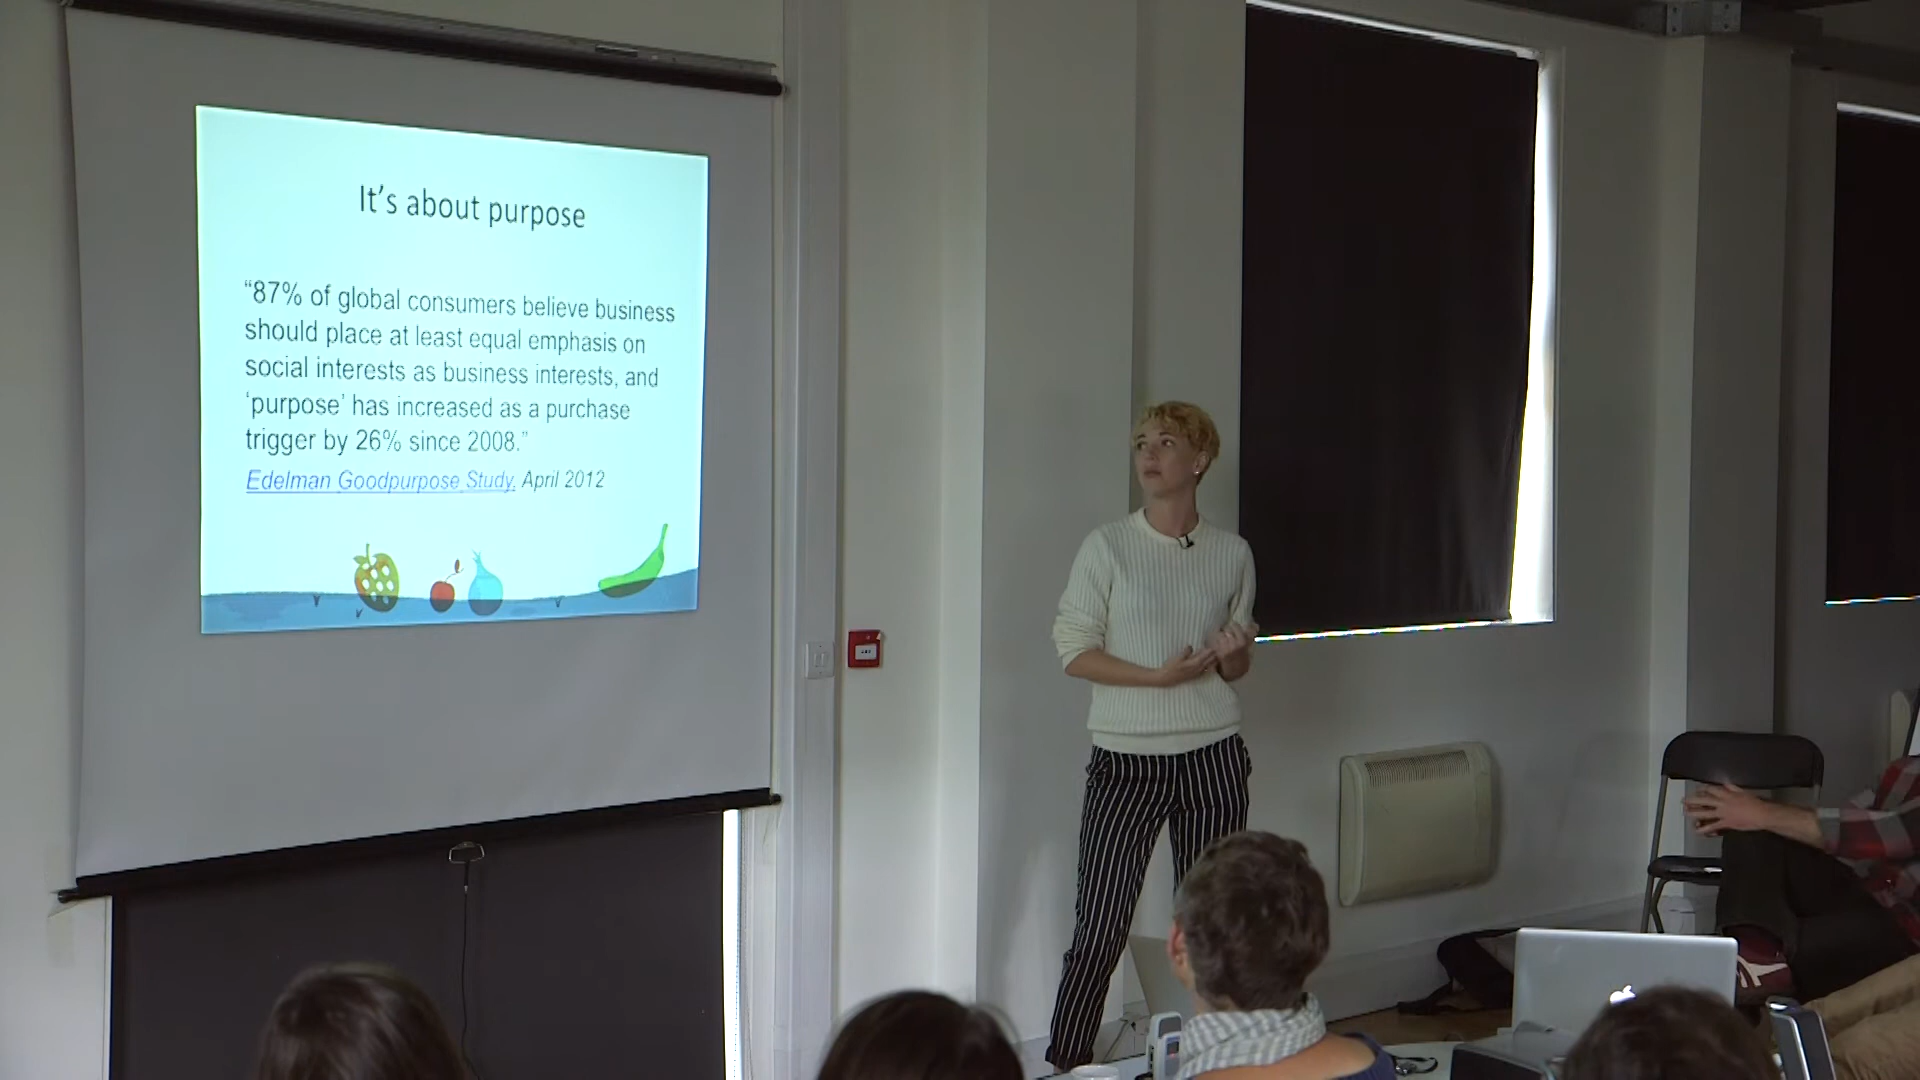 It's about purpose
“87% of global consumers believe business
should place at least equal emphasis on
social interests as business interests, and
‘purpose’ has increased as a purchase
trigger by 26% since 2008.”
Edelman Goodpurpose Study. April 2012